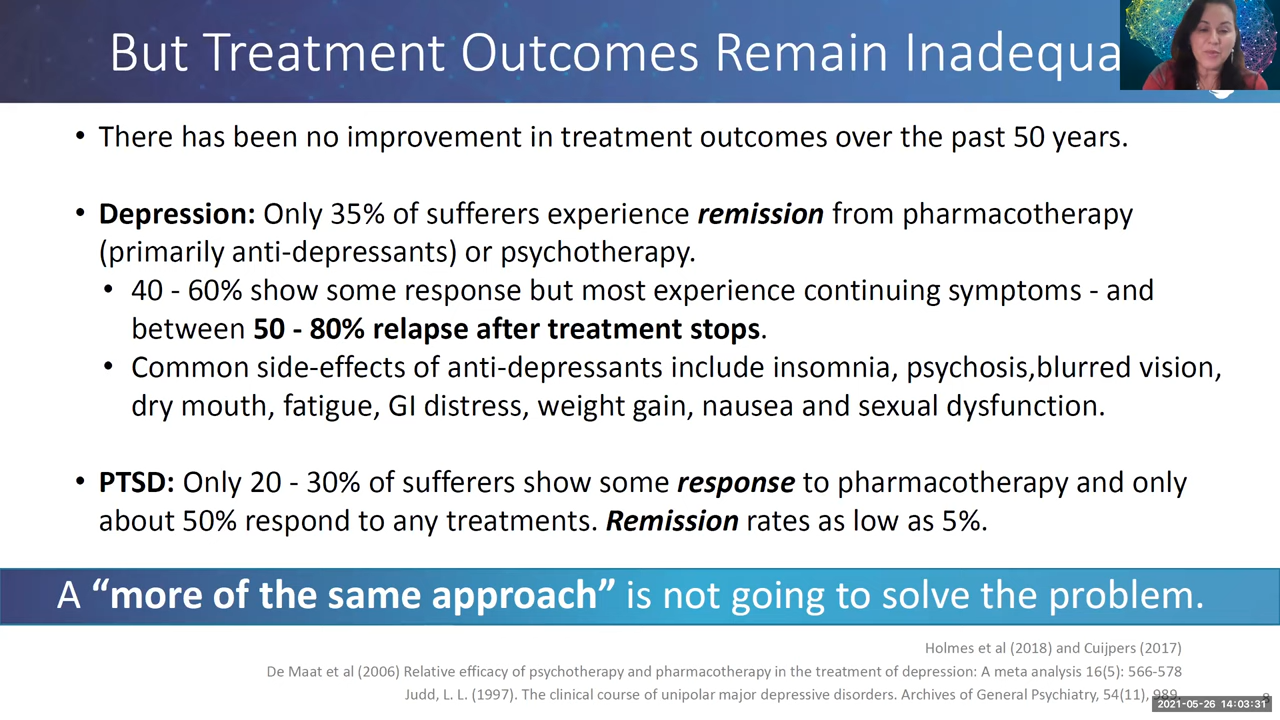 But Treatment Outcomes Remain Inadequa
• There has been no improvement in treatment outcomes over the past 50 years.
• Depression: Only 35% of sufferers experience remission from pharmacotherapy
(primarily anti-depressants) or psychotherapy.
• 40 - 60% show some response but most experience continuing symptoms - and
between 50 - 80% relapse after treatment stops.
• Common side-effects of anti-depressants include insomnia, psychosis,blurred vision,
dry mouth, fatigue, GI distress, weight gain, nausea and sexual dysfunction.
• PTSD: Only 20 - 30% of sufferers show some response to pharmacotherapy and only
about 50% respond to any treatments. Remission rates as low as 5%.
A “more of the same approach” is not going to solve the problem.
Holmes et al (2018) and Cuijpers (2017)
De Maat et al (2006) Relative efficacy of psychotherapy and pharmacotherapy in the treatment of depression: A meta analysis 16(5): 566-578
Judd, L. L. (1997). The clinical course of unipolar major depressive disorders. Archives of General Psychiatry, 54(11), 989.
8
2021-05-26 14:03:31